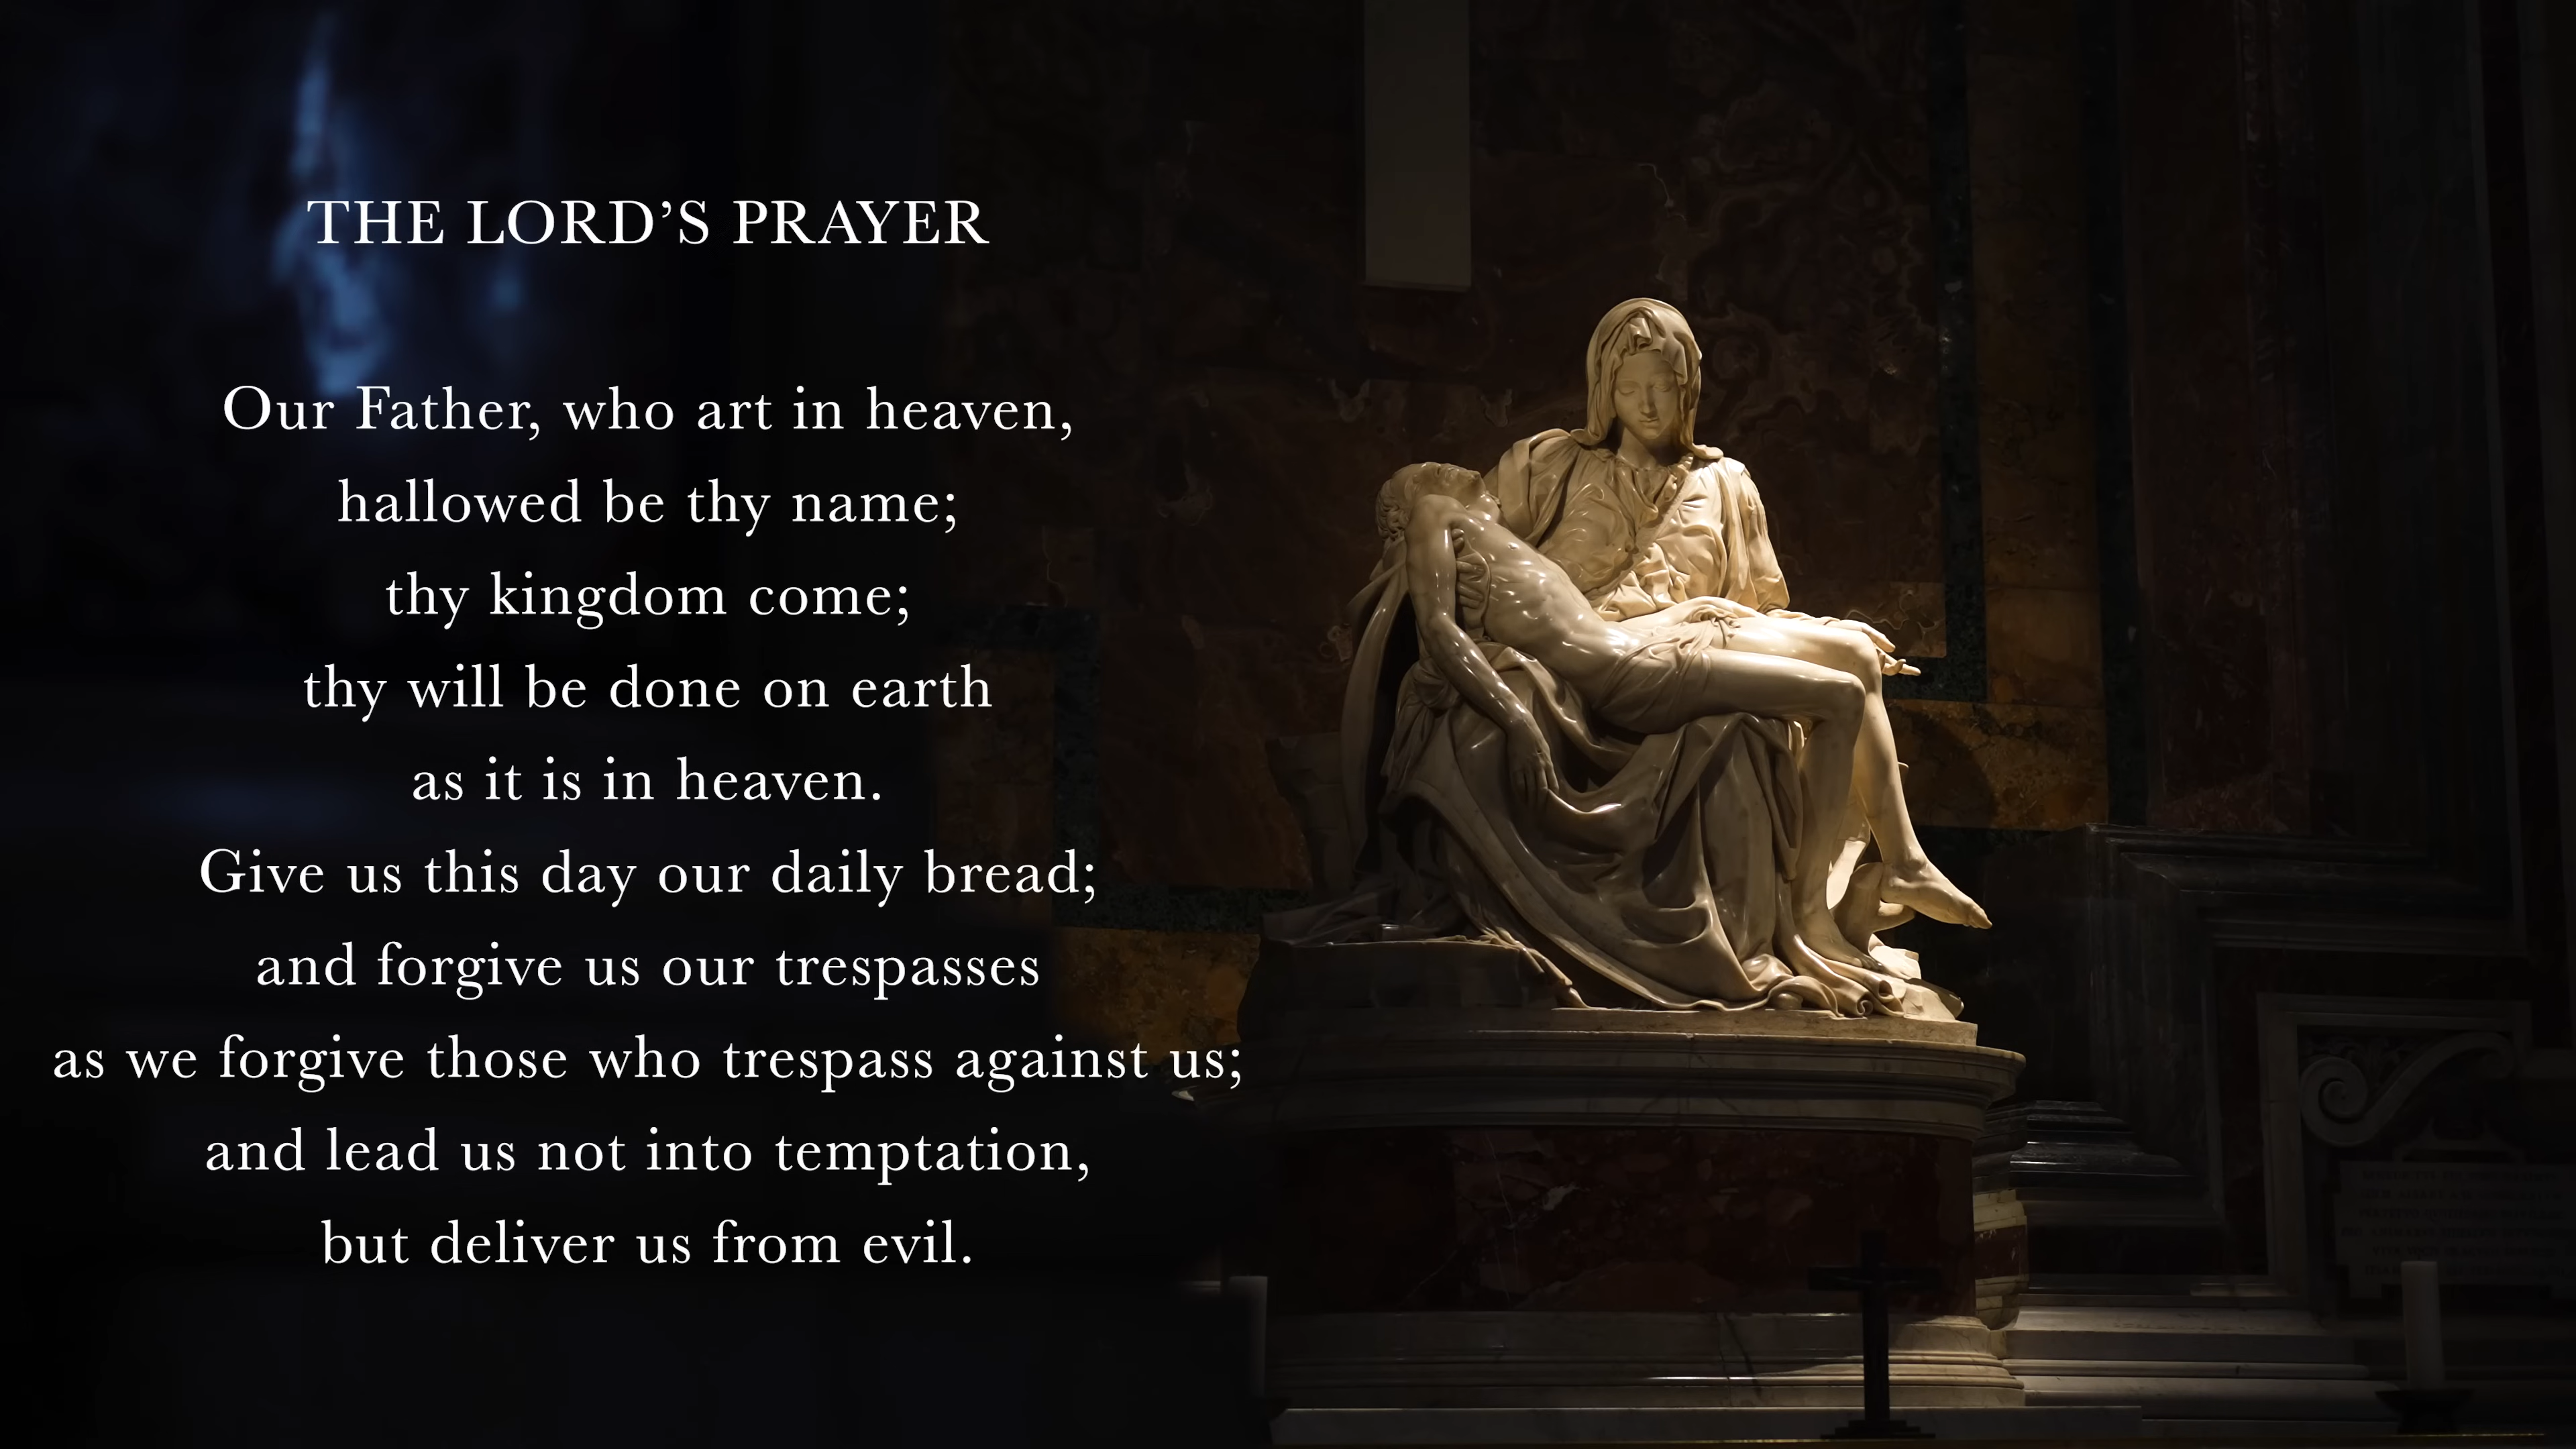 THE LORD’S PRAYER
Our Father, who art in heaven,
hallowed be thy name;
thy kingdom come;
thy will be done on earth
as it is in heaven.
Give us this day our daily bread;
and forgive us our trespasses
as we forgive those who trespass against us;
and lead us not into temptation,
but deliver us from evil.